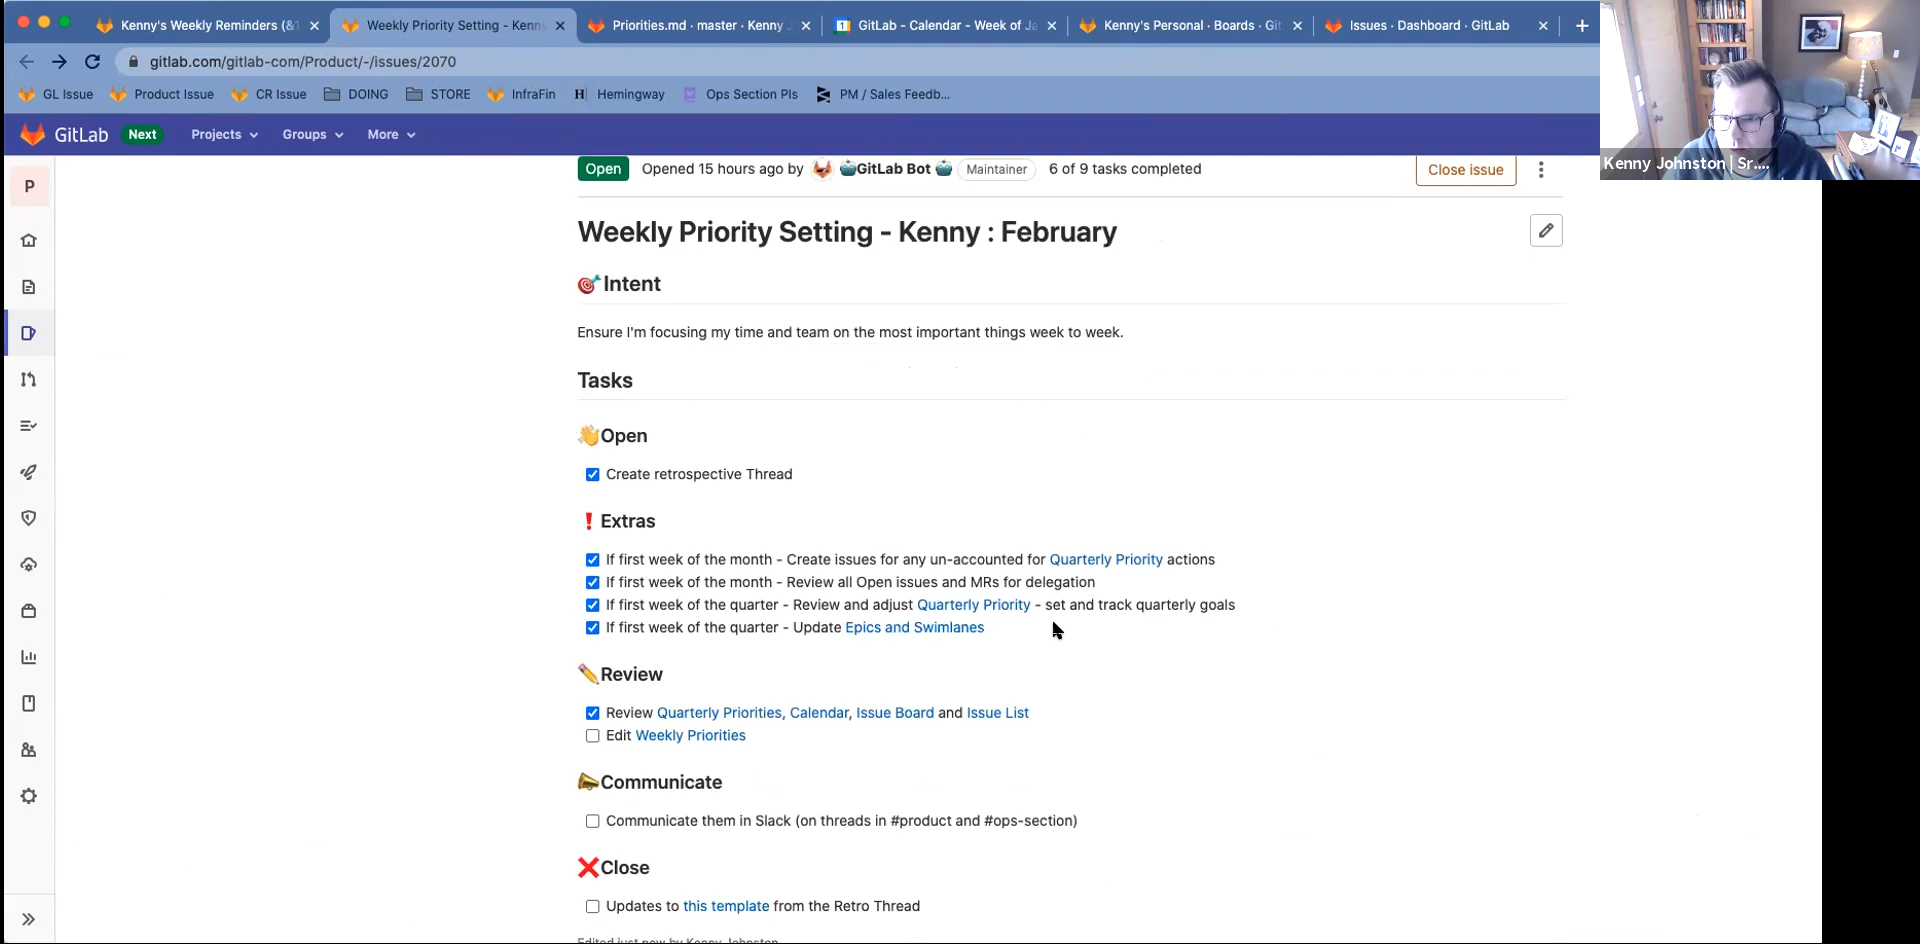 Kenny's Weekly Reminders (&1
Weekly Priority Setting - Kenny
Priorities.md · master · Kenny
GitLab - Calendar - Week of Ja
Kenny's Personal · Boards · Git
Issues · Dashboard · GitLab
gitlab.com/gitlab-com/Product/-/issues/2070
GL Issue
Product Issue
CR Issue
DOING
STORE
InfraFin
H Hemingway
Ops Section PIs
PM / Sales Feedb...
GitLab Next Projects Groups More
Kenny Johnston | Sr....
P
Open Opened 15 hours ago by 🤖GitLab Bot 🤖 Maintainer 6 of 9 tasks completed Close issue
Weekly Priority Setting - Kenny : February
🎯 Intent
Ensure I'm focusing my time and team on the most important things week to week.
Tasks
👋Open
Create retrospective Thread
❗Extras
If first week of the month - Create issues for any un-accounted for Quarterly Priority actions
If first week of the month - Review all Open issues and MRs for delegation
If first week of the quarter - Review and adjust Quarterly Priority - set and track quarterly goals
If first week of the quarter - Update Epics and Swimlanes
✏️Review
Review Quarterly Priorities, Calendar, Issue Board and Issue List
Edit Weekly Priorities
📣Communicate
Communicate them in Slack (on threads in #product and #ops-section)
❌Close
Updates to this template from the Retro Thread
Edited just now by Kenny Johnston